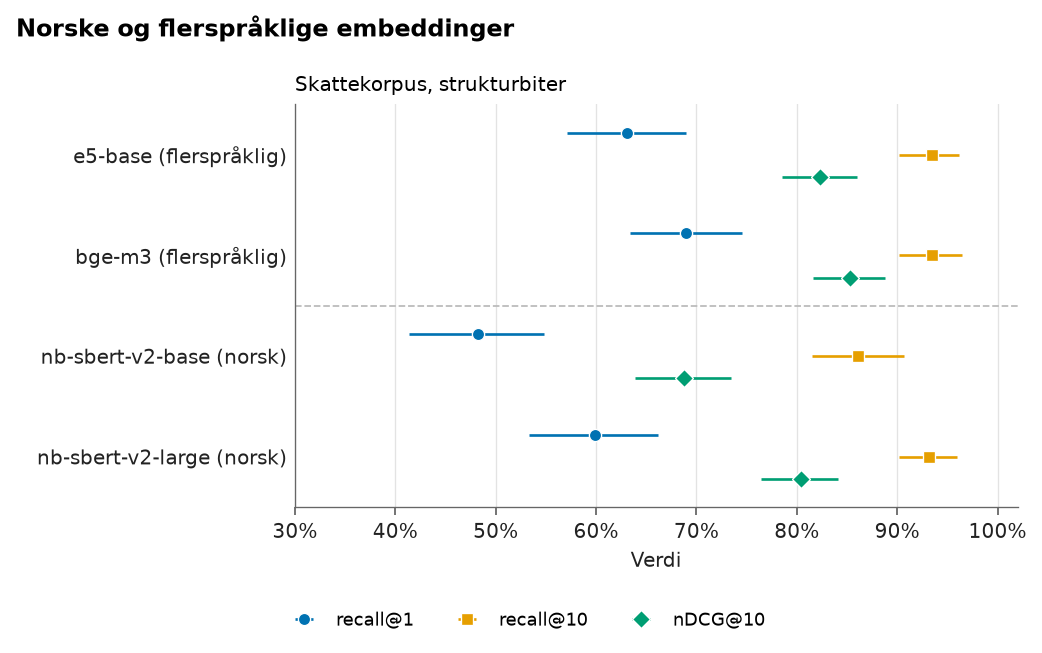 Norske og flerspråklige embeddinger
Skattekorpus, strukturbiter
e5-base (flerspråklig)
bge-m3 (flerspråklig)
nb-sbert-v2-base (norsk)
nb-sbert-v2-large (norsk)
30% 40% 50% 60% 70% 80% 90% 100%
Verdi
recall@1 recall@10 nDCG@10